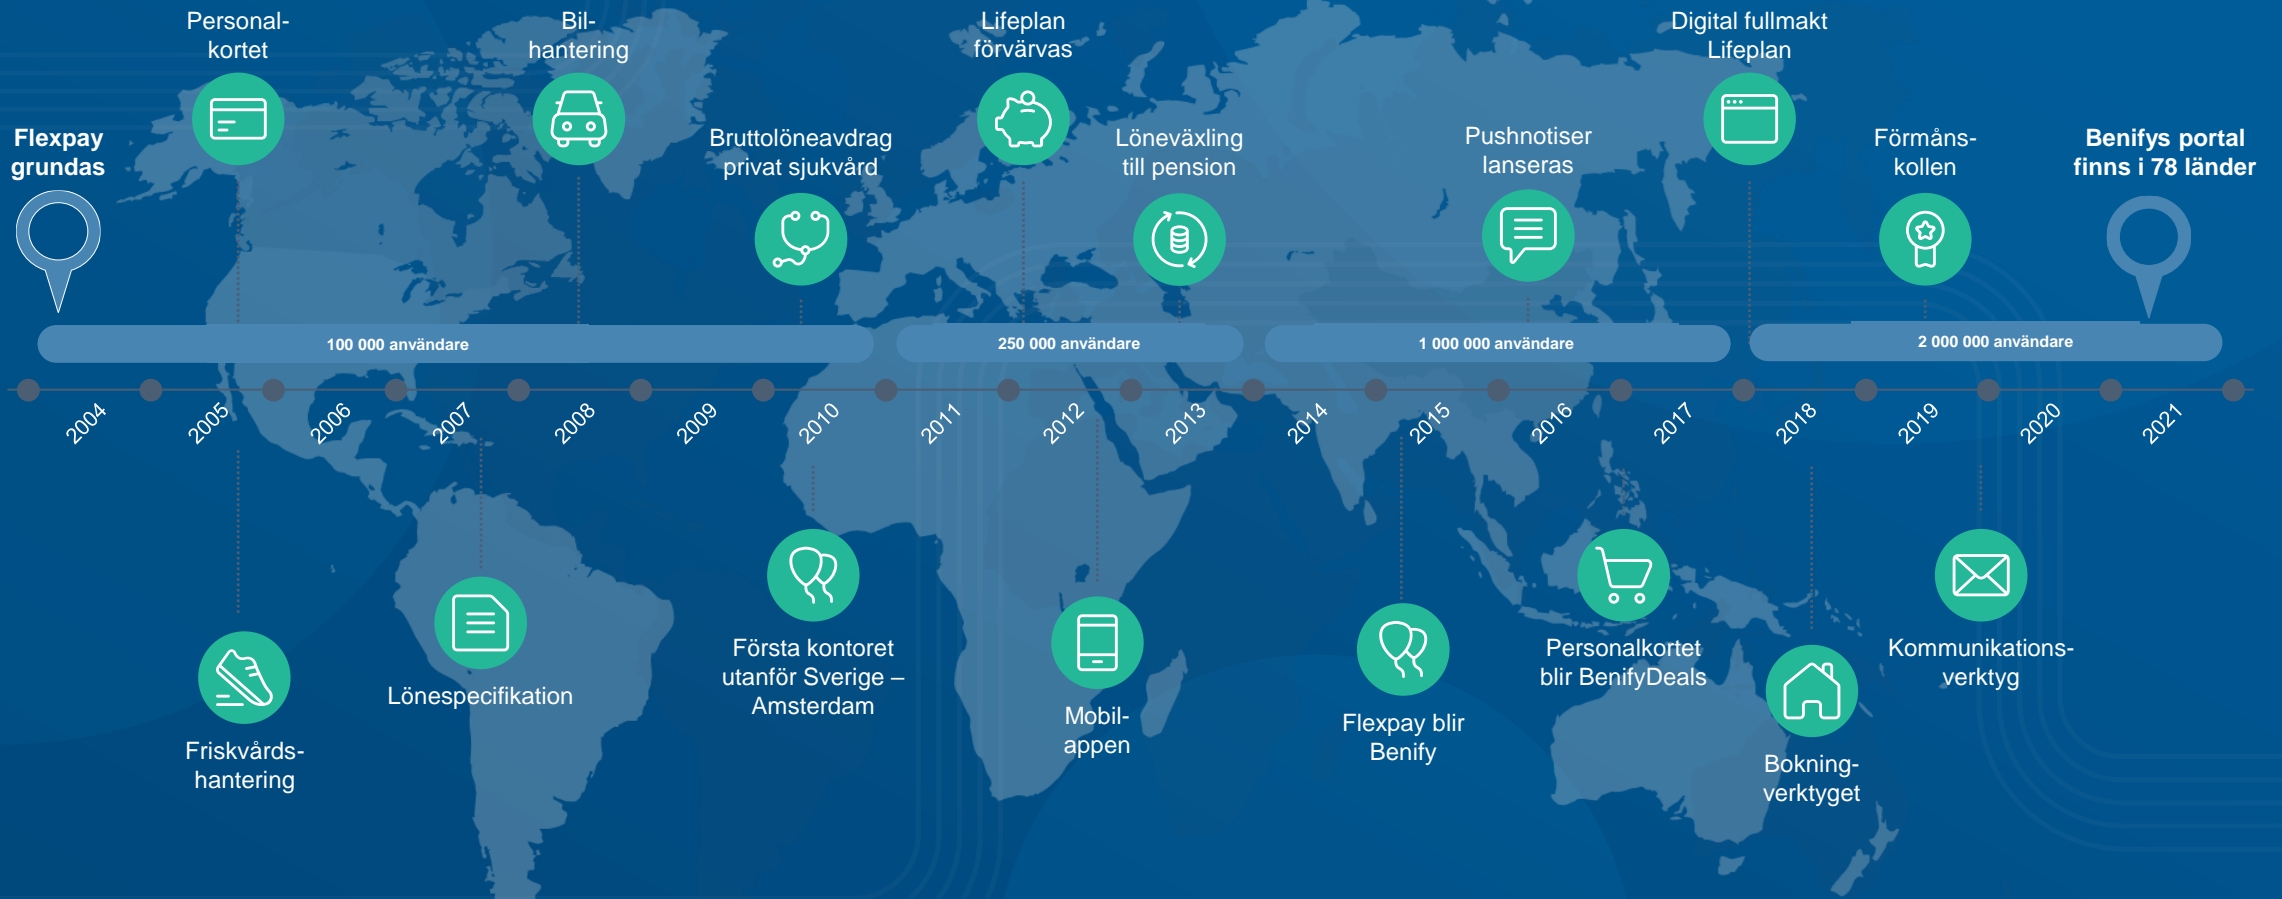 Personal-
kortet
Bil-
hantering
Lifeplan
förvärvas
Digital fullmakt
Lifeplan
Flexpay
grundas
Bruttolöneavdrag
privat sjukvård
Löneväxling
till pension
Pushnotiser
lanseras
Förmåns-
kollen
Benifys portal
finns i 78 länder
100 000 användare
250 000 användare
1 000 000 användare
2 000 000 användare
2004
2005
2006
2007
2008
2009
2010
2011
2012
2013
2014
2015
2016
2017
2018
2019
2020
2021
Friskvårds-
hantering
Lönespecifikation
Första kontoret
utanför Sverige –
Amsterdam
Mobil-
appen
Flexpay blir
Benify
Personalkortet
blir BenifyDeals
Bokning-
verktyget
Kommunikations-
verktyg